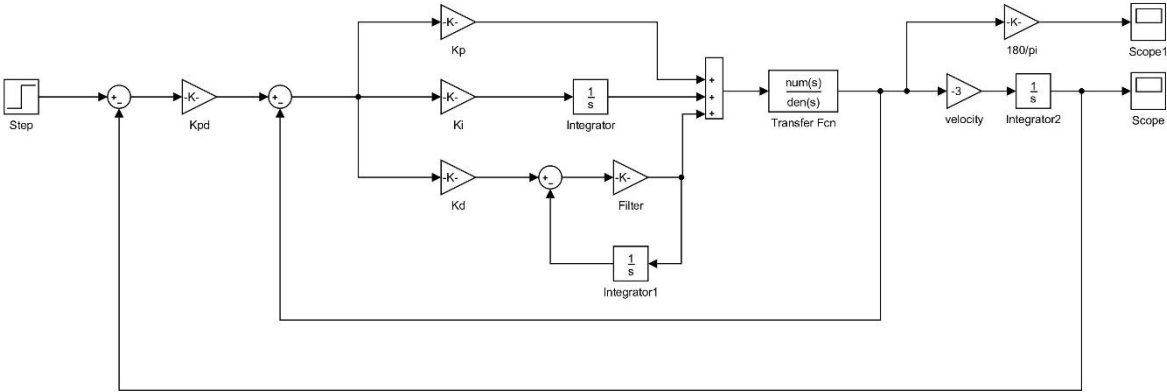 -K-
Kp
180/pi
-K-
Scope1
Step
+
−
-K-
Kpd
+
−
-K-
Ki
1
s
Integrator
+
+
+
num(s)
den(s)
Transfer Fcn
-3
velocity
1
s
Integrator2
Scope
-K-
Kd
+
−
-K-
Filter
1
s
Integrator1